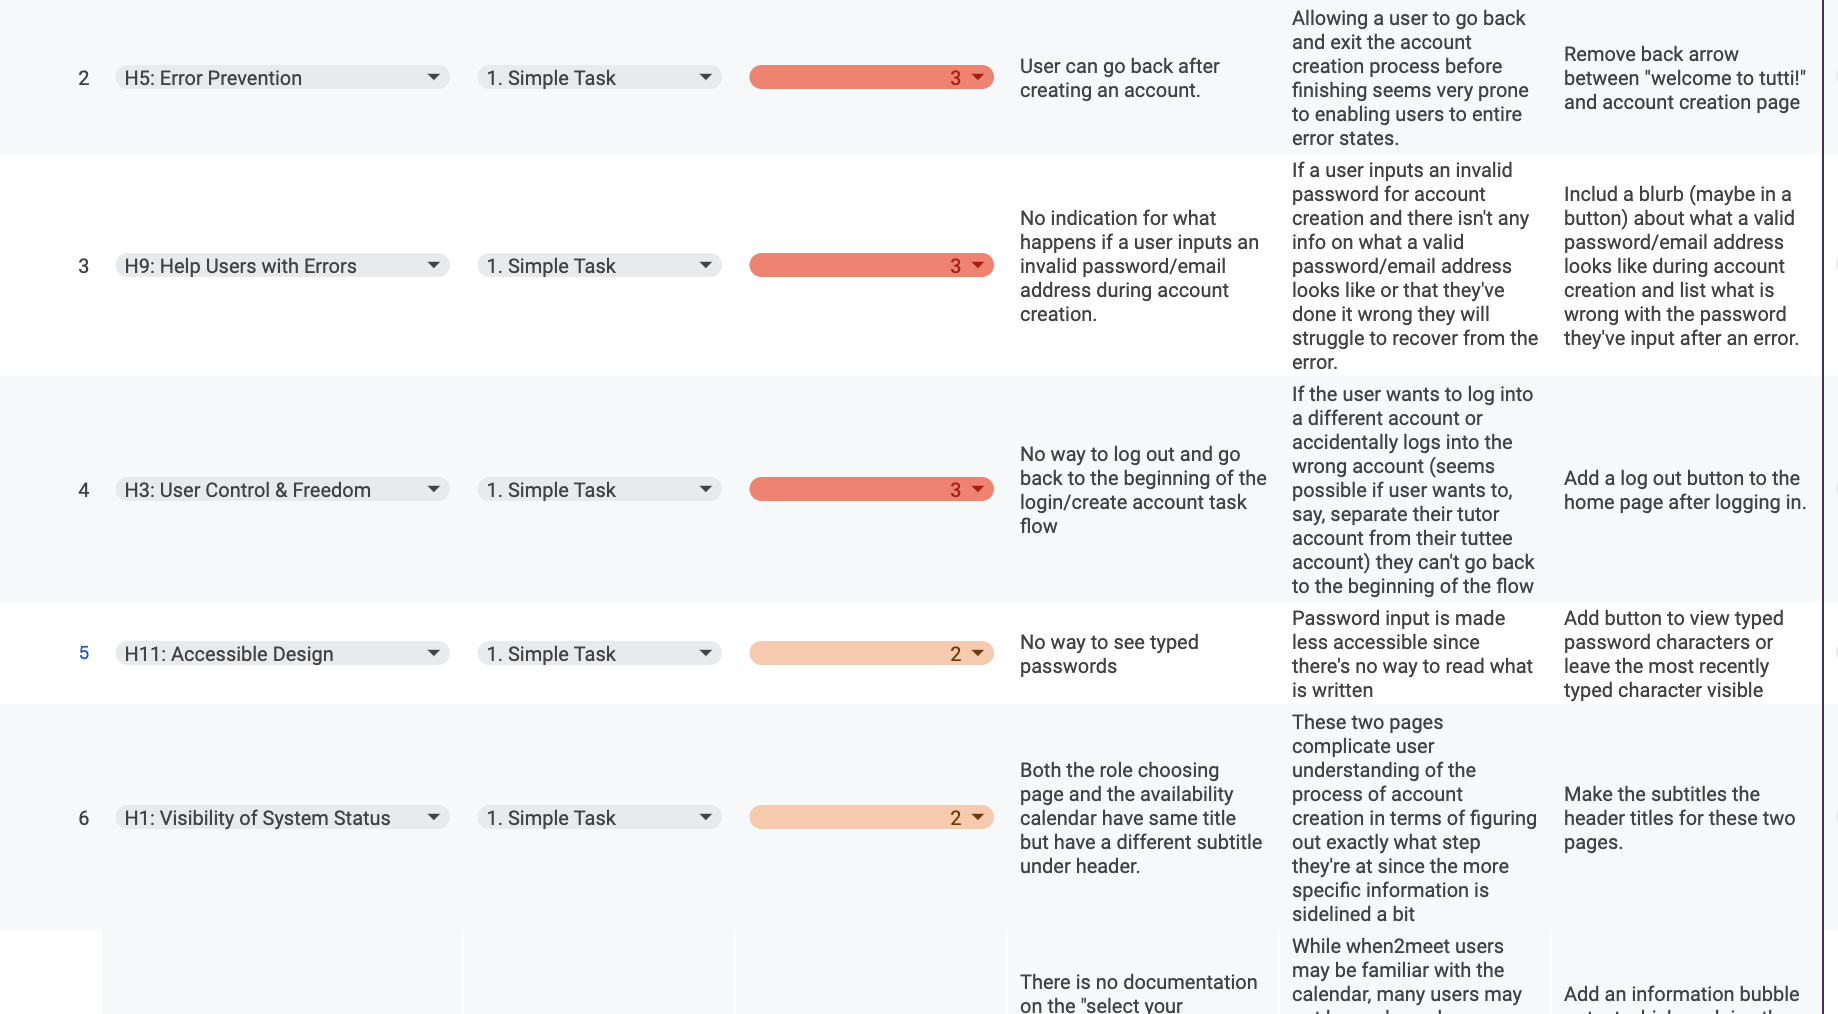 2
H5: Error Prevention
1. Simple Task
3
User can go back after
creating an account.
Allowing a user to go back
and exit the account
creation process before
finishing seems very prone
to enabling users to entire
error states.
Remove back arrow
between "welcome to tutti!"
and account creation page
3
H9: Help Users with Errors
1. Simple Task
3
No indication for what
happens if a user inputs an
invalid password/email
address during account
creation.
If a user inputs an invalid
password for account
creation and there isn't any
info on what a valid
password/email address
looks like or that they've
done it wrong they will
struggle to recover from the
error.
Includ a blurb (maybe in a
button) about what a valid
password/email address
looks like during account
creation and list what is
wrong with the password
they've input after an error.
4
H3: User Control & Freedom
1. Simple Task
3
No way to log out and go
back to the beginning of the
login/create account task
flow
If the user wants to log into
a different account or
accidentally logs into the
wrong account (seems
possible if user wants to,
say, separate their tutor
account from their tuttee
account) they can't go back
to the beginning of the flow
Add a log out button to the
home page after logging in.
5
H11: Accessible Design
1. Simple Task
2
No way to see typed
passwords
Password input is made
less accessible since
there's no way to read what
is written
Add button to view typed
password characters or
leave the most recently
typed character visible
6
H1: Visibility of System Status
1. Simple Task
2
Both the role choosing
page and the availability
calendar have same title
but have a different subtitle
under header.
These two pages
complicate user
understanding of the
process of account
creation in terms of figuring
out exactly what step
they're at since the more
specific information is
sidelined a bit
Make the subtitles the
header titles for these two
pages.
There is no documentation
on the "select your
While when2meet users
may be familiar with the
calendar, many users may
Add an information bubble